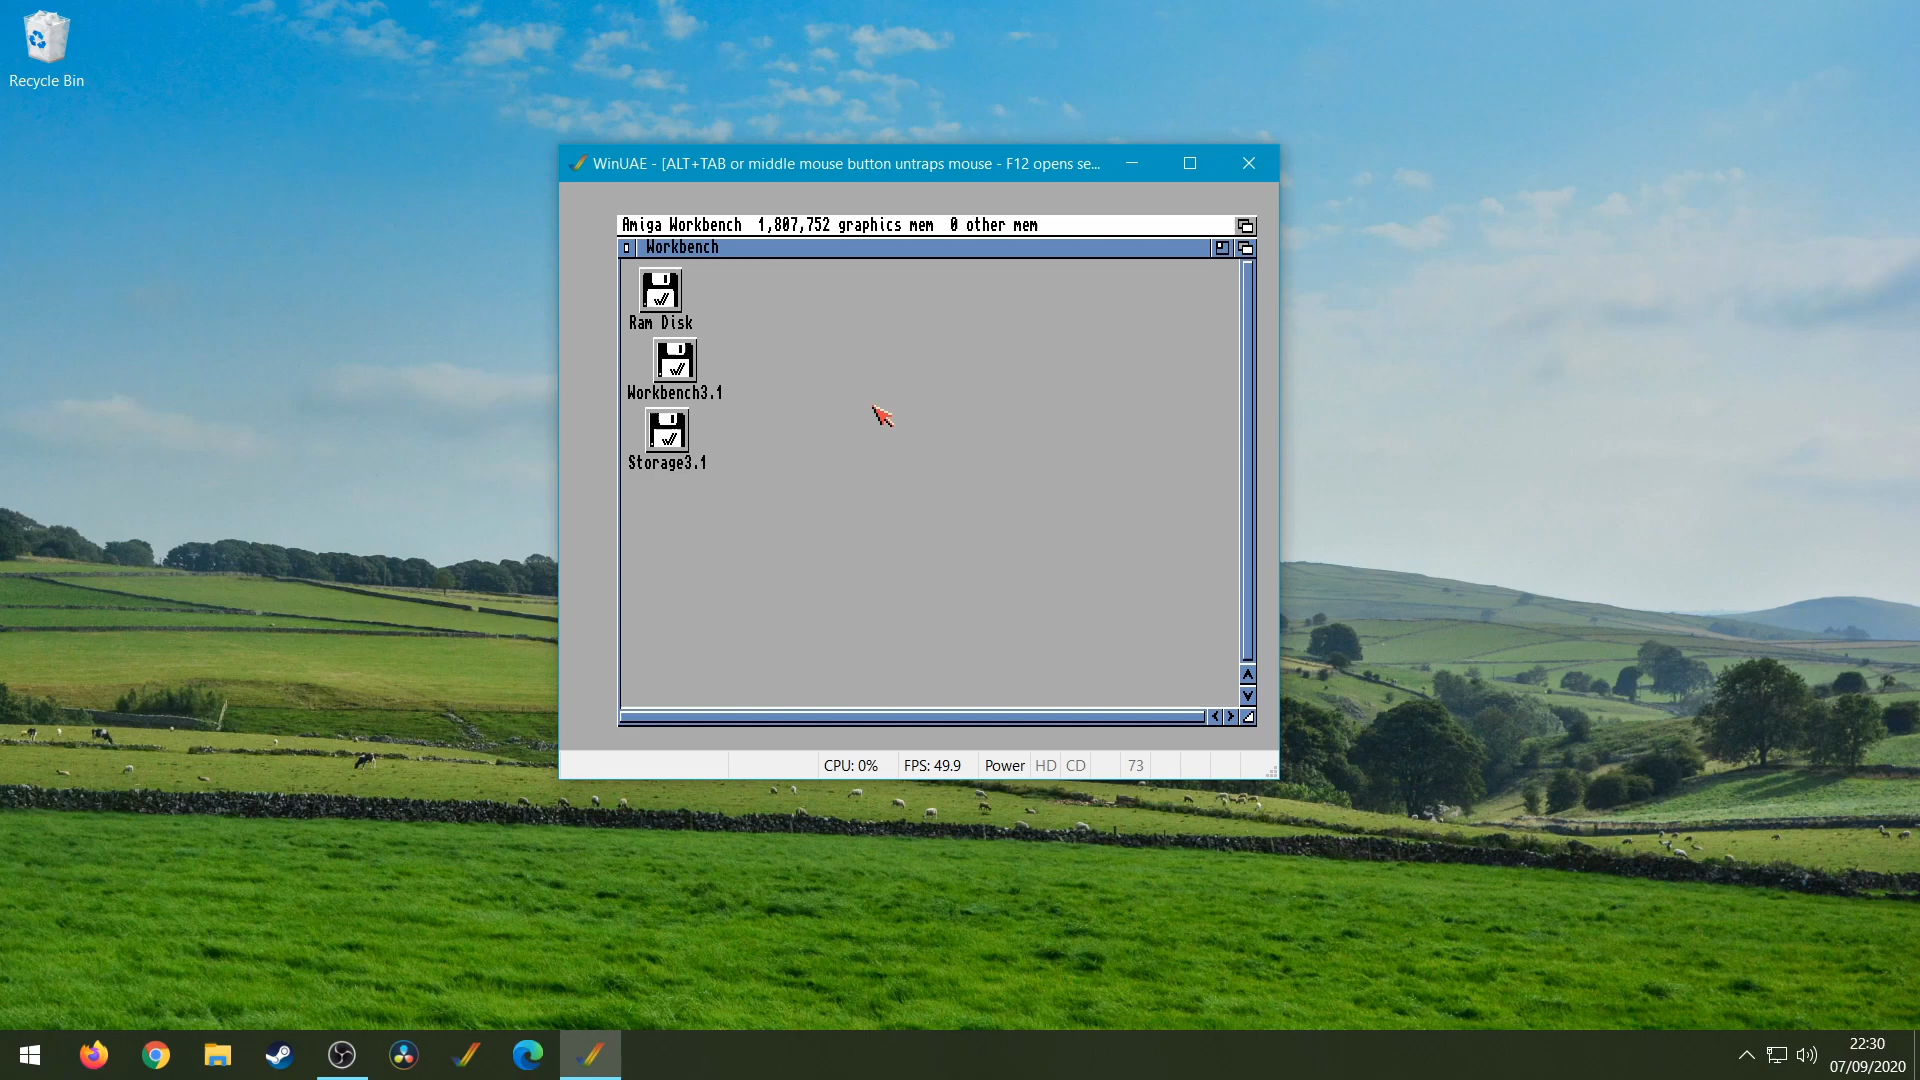 Recycle Bin
WinUAE - [ALT+TAB or middle mouse button untraps mouse - F12 opens se...
Amiga Workbench 1,807,752 graphics mem 0 other mem
Workbench
Ram Disk
Workbench3.1
Storage3.1
CPU: 0% FPS: 49.9 Power HD CD 73
22:30
07/09/2020